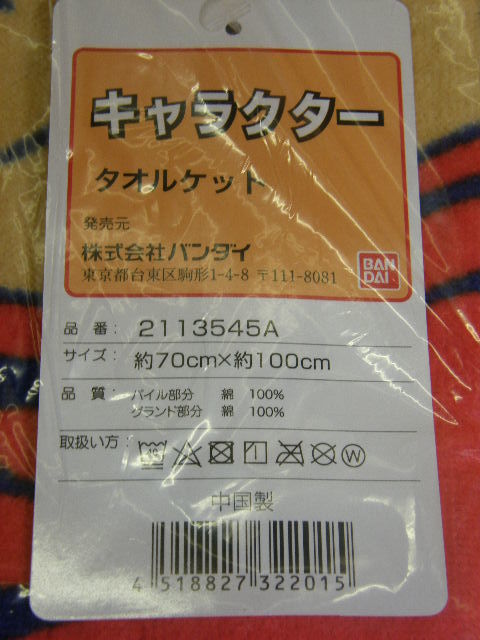 キャラクター
タオルケット
発売元
株式会社バンダイ
東京都台東区駒形1-4-8 〒111-8081
BAN
DAI
品番: 2113545A
サイズ: 約70cm×約100cm
品質: パイル部分 綿 100%
グランド部分 綿 100%
取扱い方:
40
W
中国製
4 518827 322015